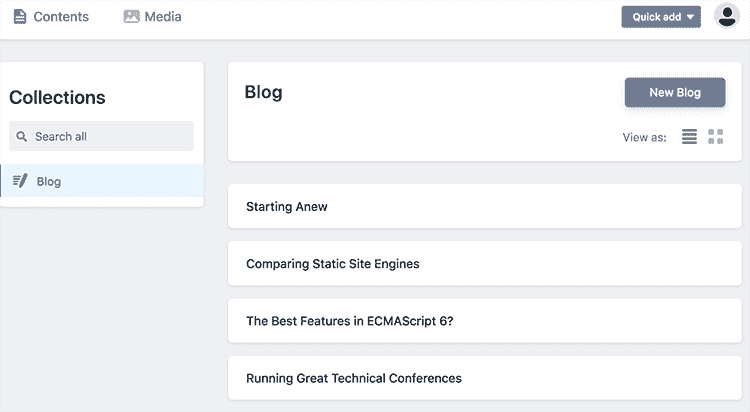 Contents
Media
Quick add
Collections
Search all
Blog
Blog
New Blog
View as:
Starting Anew
Comparing Static Site Engines
The Best Features in ECMAScript 6?
Running Great Technical Conferences